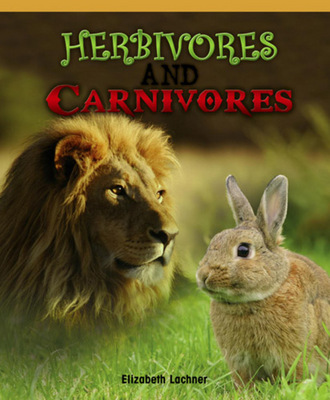 HERBIVORES
AND
CARNIVORES
Elizabeth Lachner